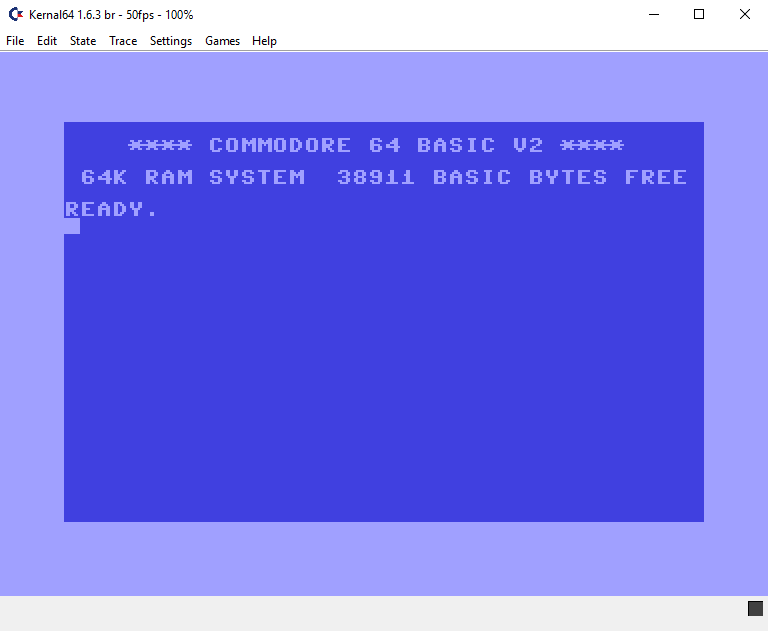 Kernal64 1.6.3 br - 50fps - 100%
File Edit State Trace Settings Games Help
**** COMMODORE 64 BASIC V2 ****
64K RAM SYSTEM  38911 BASIC BYTES FREE
READY.